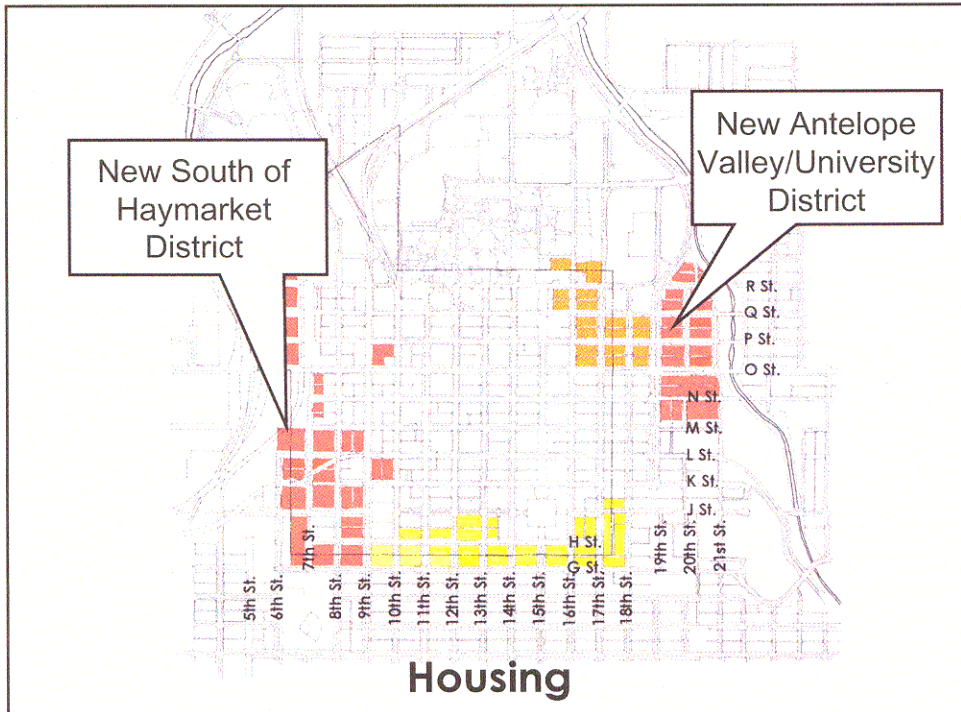 New South of
Haymarket
District
New Antelope
Valley/University
District
R St.
Q St.
P St.
O St.
N St.
M St.
L St.
K St.
J St.
H St.
G St.
5th St.
6th St.
7th St.
8th St.
9th St.
10th St.
11th St.
12th St.
13th St.
14th St.
15th St.
16th St.
17th St.
18th St.
19th St.
20th St.
21st St.
Housing